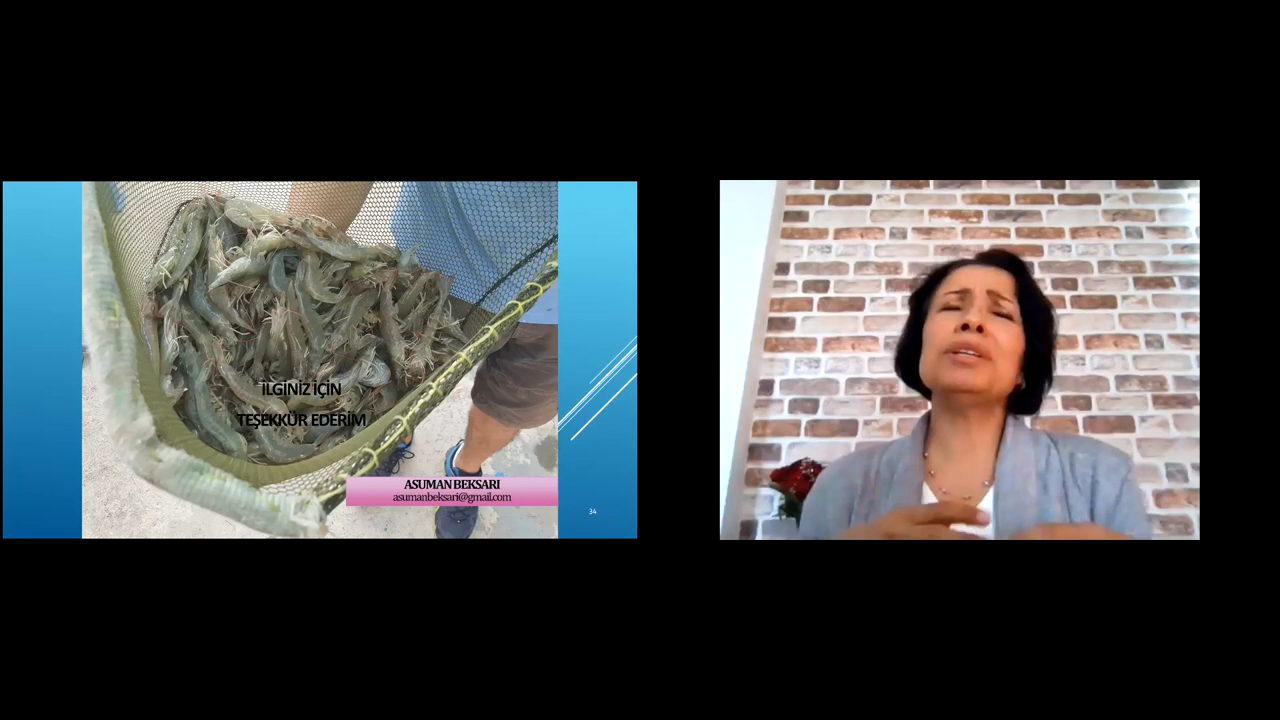 İLGİNİZ İÇİN
TEŞEKKÜR EDERİM
ASUMAN BEKSARI
asumanbeksari@gmail.com
34